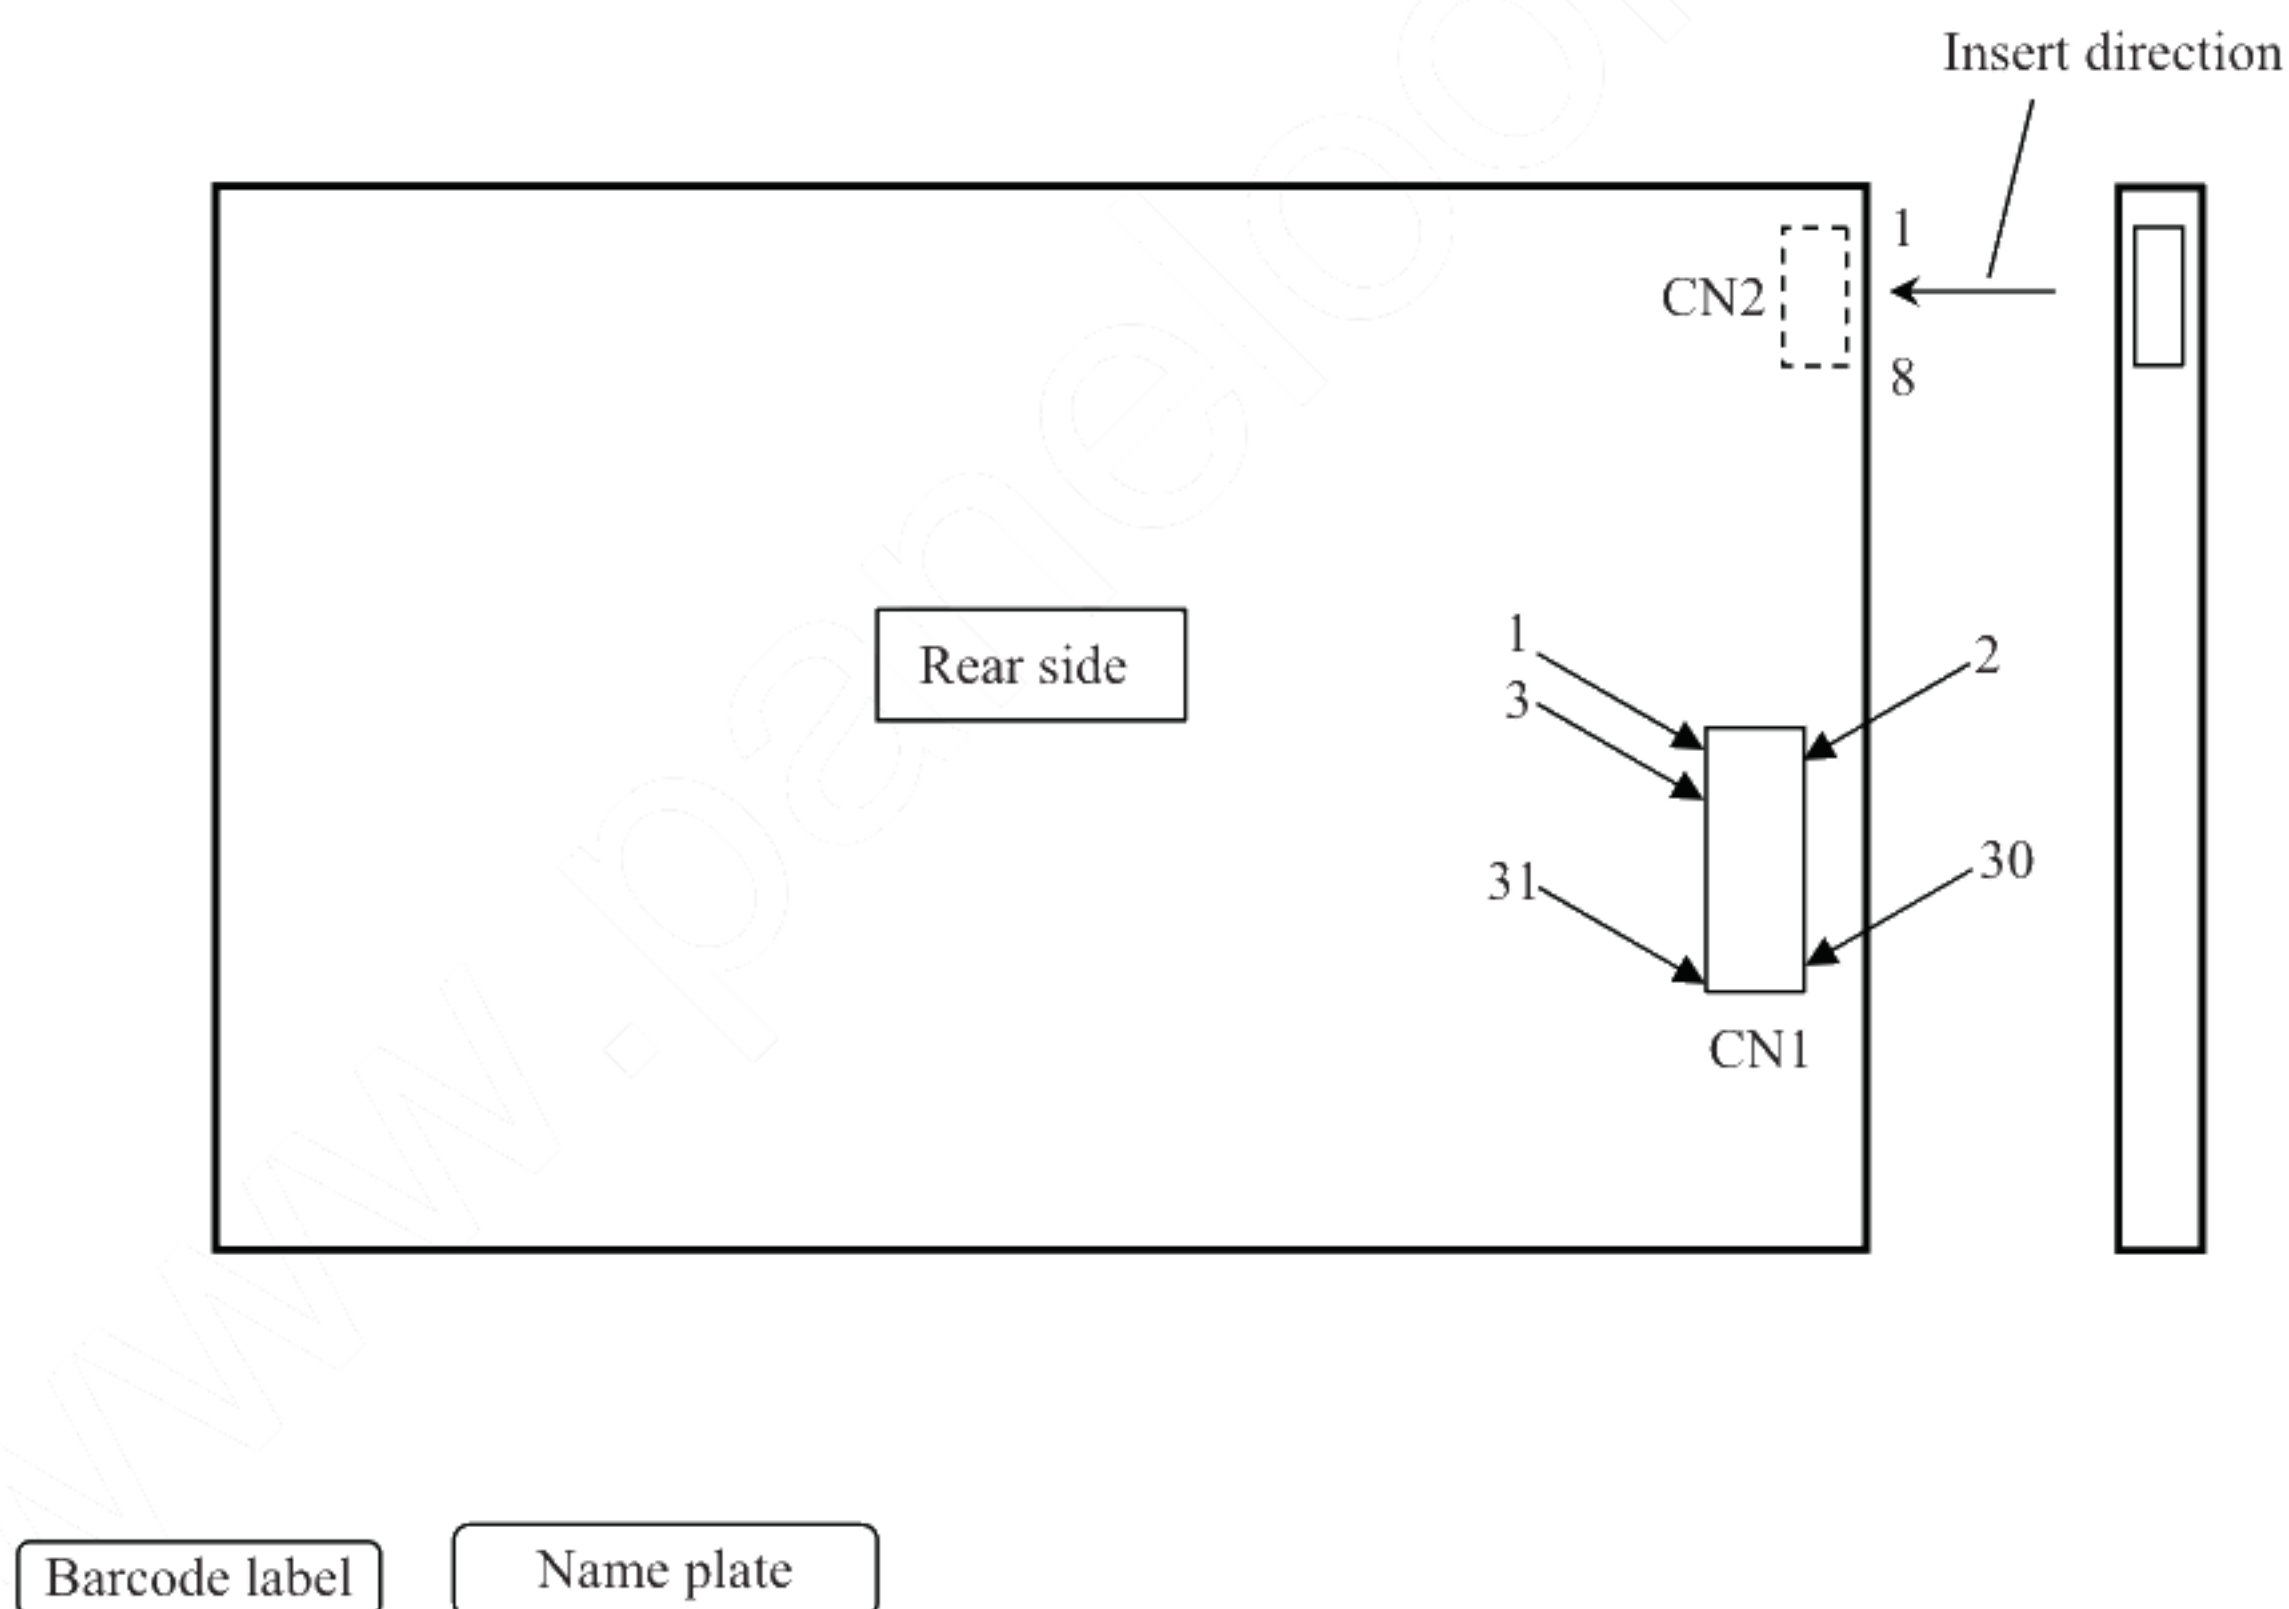 Insert direction
1
CN2
8
Rear side
1
2
3
31
30
CN1
Barcode label
Name plate